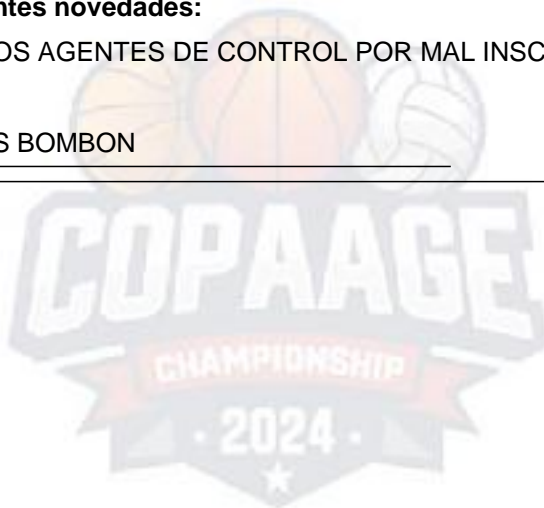 ntes novedades:
OS AGENTES DE CONTROL POR MAL INSC
S BOMBON
COPAAGE
CHAMPIONSHIP
· 2024 ·